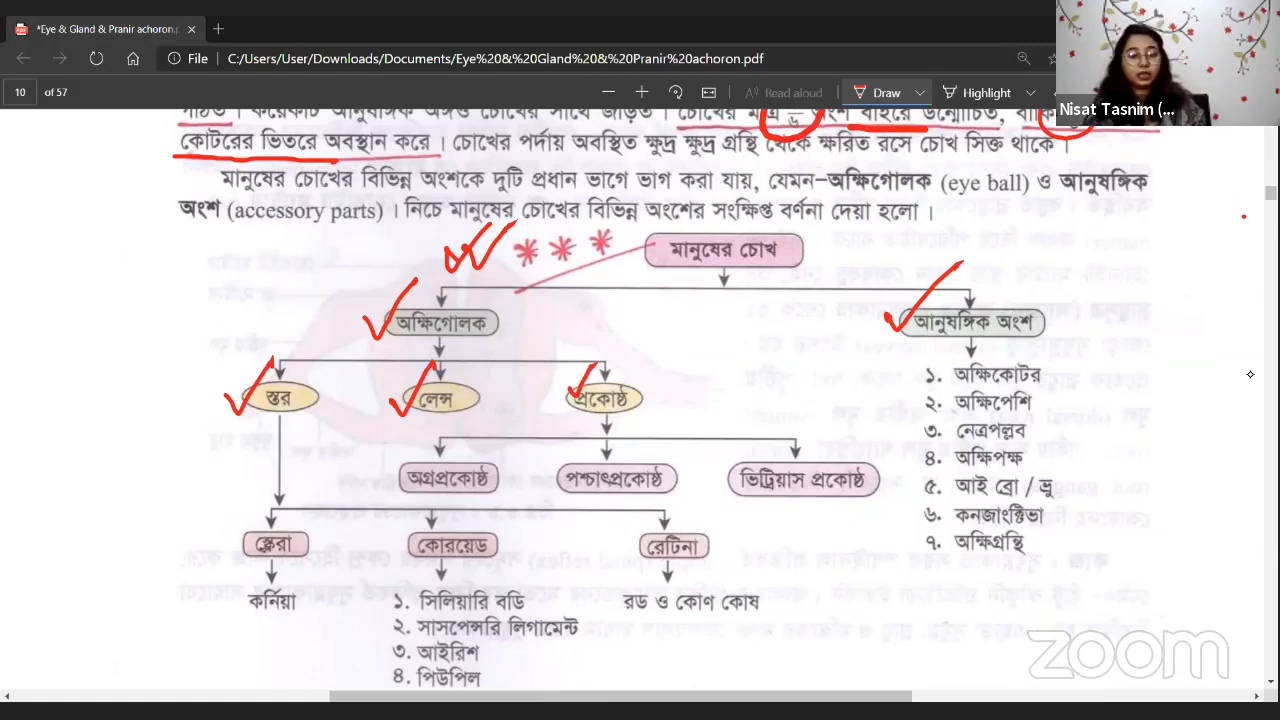 *Eye & Gland & Pranir achoron.p
File C:/Users/User/Downloads/Documents/Eye%20&%20Gland%20&%20Pranir%20achoron.pdf
10 of 57
Read aloud Draw Highlight
Nisat Tasnim (...
কোটরের ভিতরে অবস্থান করে। চোখের পর্দায় অবস্থিত ক্ষুদ্র ক্ষুদ্র গ্রন্থি থেকে ক্ষরিত রসে চোখ সিক্ত থাকে।
মানুষের চোখের বিভিন্ন অংশকে দুটি প্রধান ভাগে ভাগ করা যায়, যেমন-অক্ষিগোলক (eye ball) ও আনুষঙ্গিক
অংশ (accessory parts)। নিচে মানুষের চোখের বিভিন্ন অংশের সংক্ষিপ্ত বর্ণনা দেয়া হলো।
মানুষের চোখ
অক্ষিগোলক
আনুষঙ্গিক অংশ
স্তর
লেন্স
প্রকোষ্ঠ
১. অক্ষিকোটর
২. অক্ষিপেশি
৩. নেত্রপল্লব
৪. অক্ষিপক্ষ
৫. আই ব্রো / ভ্রু
৬. কনজাংক্টিভা
৭. অক্ষিগ্রন্থি
অগ্রপ্রকোষ্ঠ
পশ্চাৎপ্রকোষ্ঠ
ভিট্রিয়াস প্রকোষ্ঠ
স্ক্লেরা
কোরয়েড
রেটিনা
কর্নিয়া
১. সিলিয়ারি বডি
২. সাসপেন্সরি লিগামেন্ট
৩. আইরিশ
৪. পিউপিল
রড ও কোণ কোষ
zoom